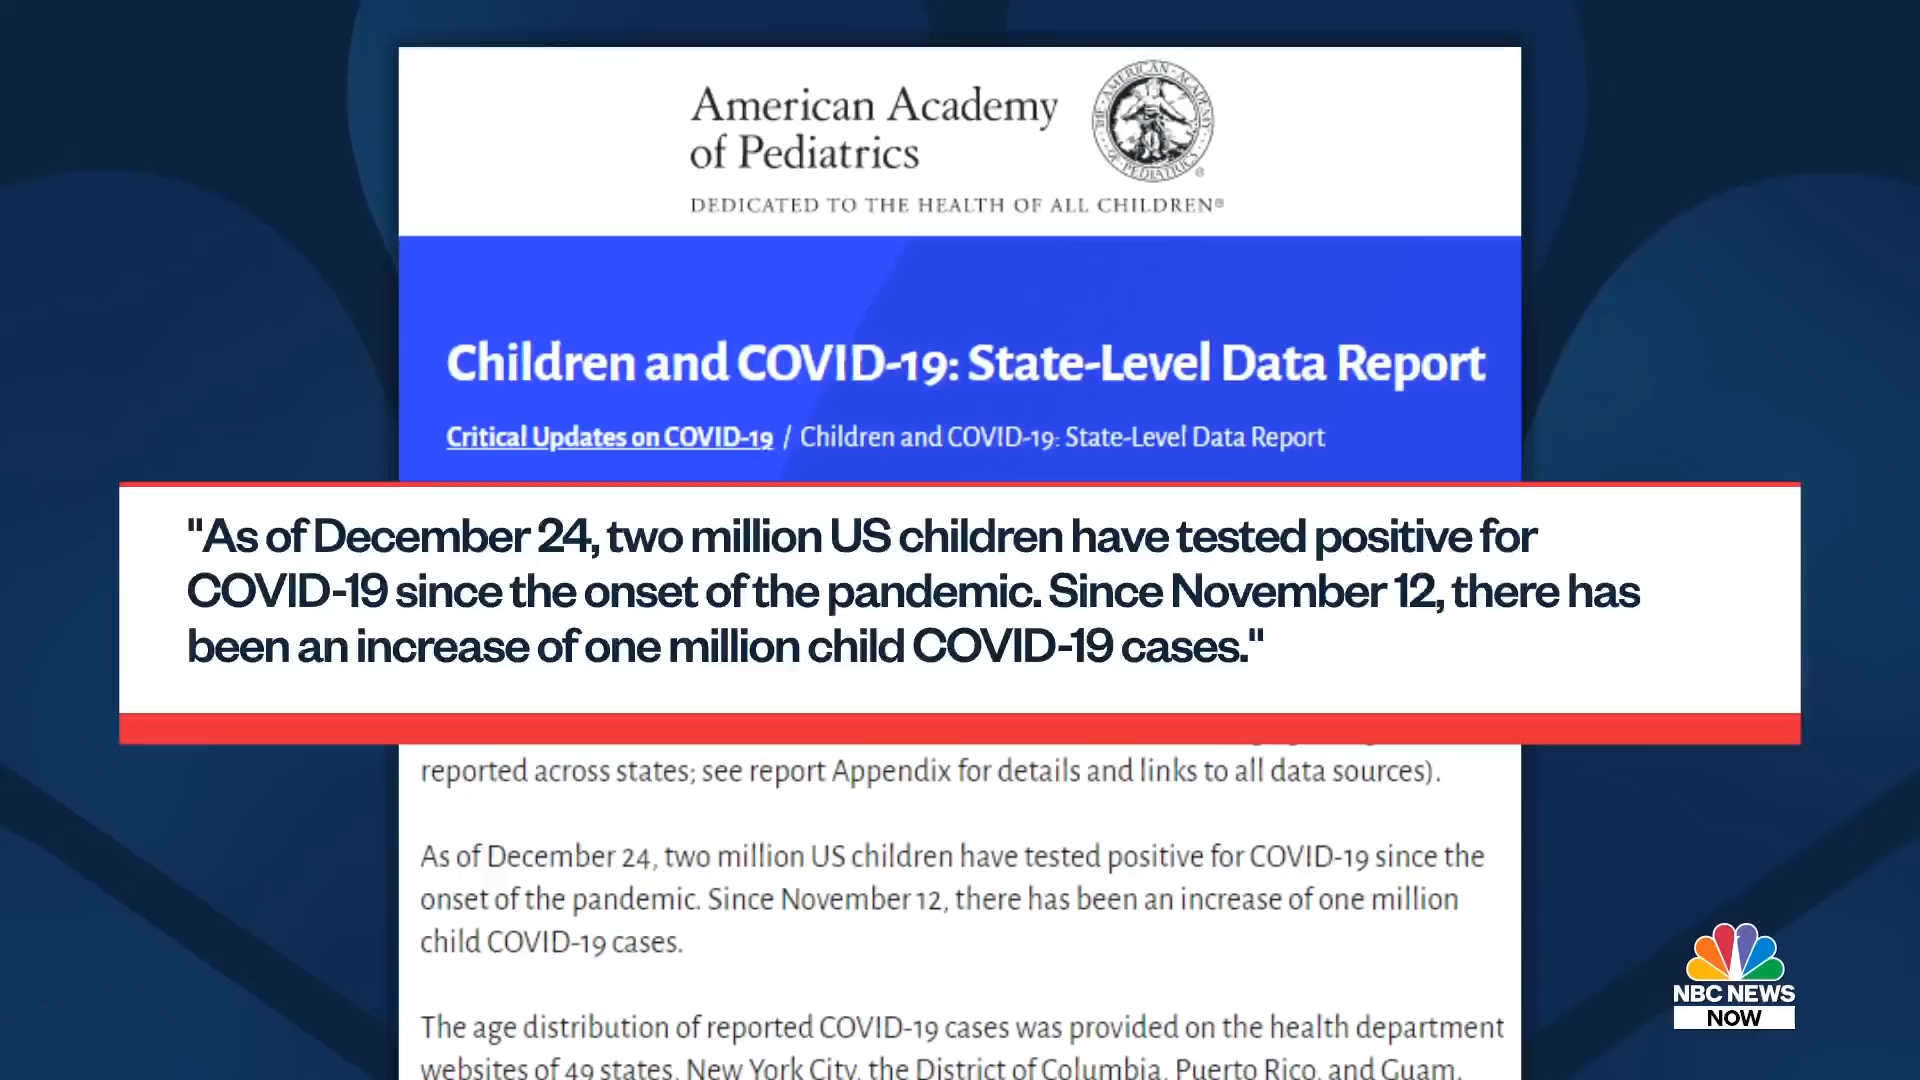 American Academy
of Pediatrics
DEDICATED TO THE HEALTH OF ALL CHILDREN®
THE · AMERICAN · ACADEMY · OF · PEDIATRICS ®
Children and COVID-19: State-Level Data Report
Critical Updates on COVID-19 / Children and COVID-19: State-Level Data Report
"As of December 24, two million US children have tested positive for
COVID-19 since the onset of the pandemic. Since November 12, there has
been an increase of one million child COVID-19 cases."
reported across states; see report Appendix for details and links to all data sources).
As of December 24, two million US children have tested positive for COVID-19 since the
onset of the pandemic. Since November 12, there has been an increase of one million
child COVID-19 cases.
The age distribution of reported COVID-19 cases was provided on the health department
websites of 49 states, New York City, the District of Columbia, Puerto Rico, and Guam.
NBC NEWS
NOW